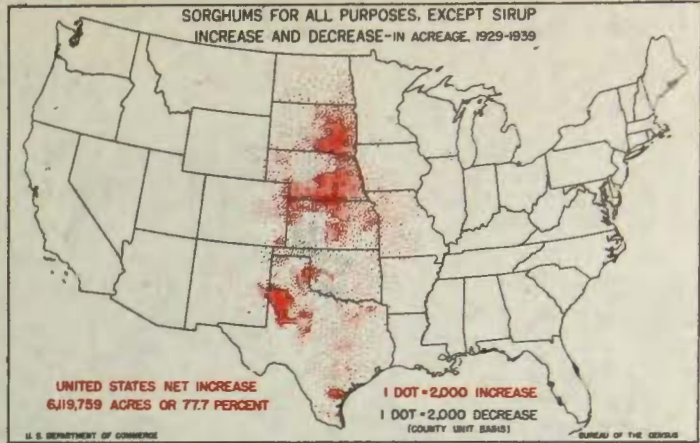 SORGHUMS FOR ALL PURPOSES, EXCEPT SIRUP
INCREASE AND DECREASE-IN ACREAGE, 1929-1939
UNITED STATES NET INCREASE
6,119,759 ACRES OR 77.7 PERCENT
1 DOT=2,000 INCREASE
1 DOT=2,000 DECREASE
(COUNTY UNIT BASIS)
U. S. DEPARTMENT OF COMMERCE
BUREAU OF THE CENSUS